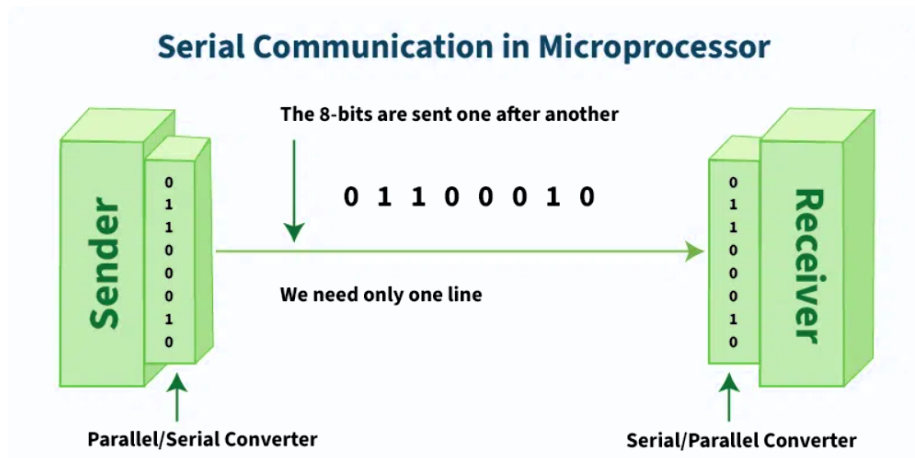 Serial Communication in Microprocessor
The 8-bits are sent one after another
0 1 1 0 0 0 1 0
Sender
0
1
1
0
0
0
1
0
We need only one line
0
1
1
0
0
0
1
0
Receiver
Parallel/Serial Converter
Serial/Parallel Converter